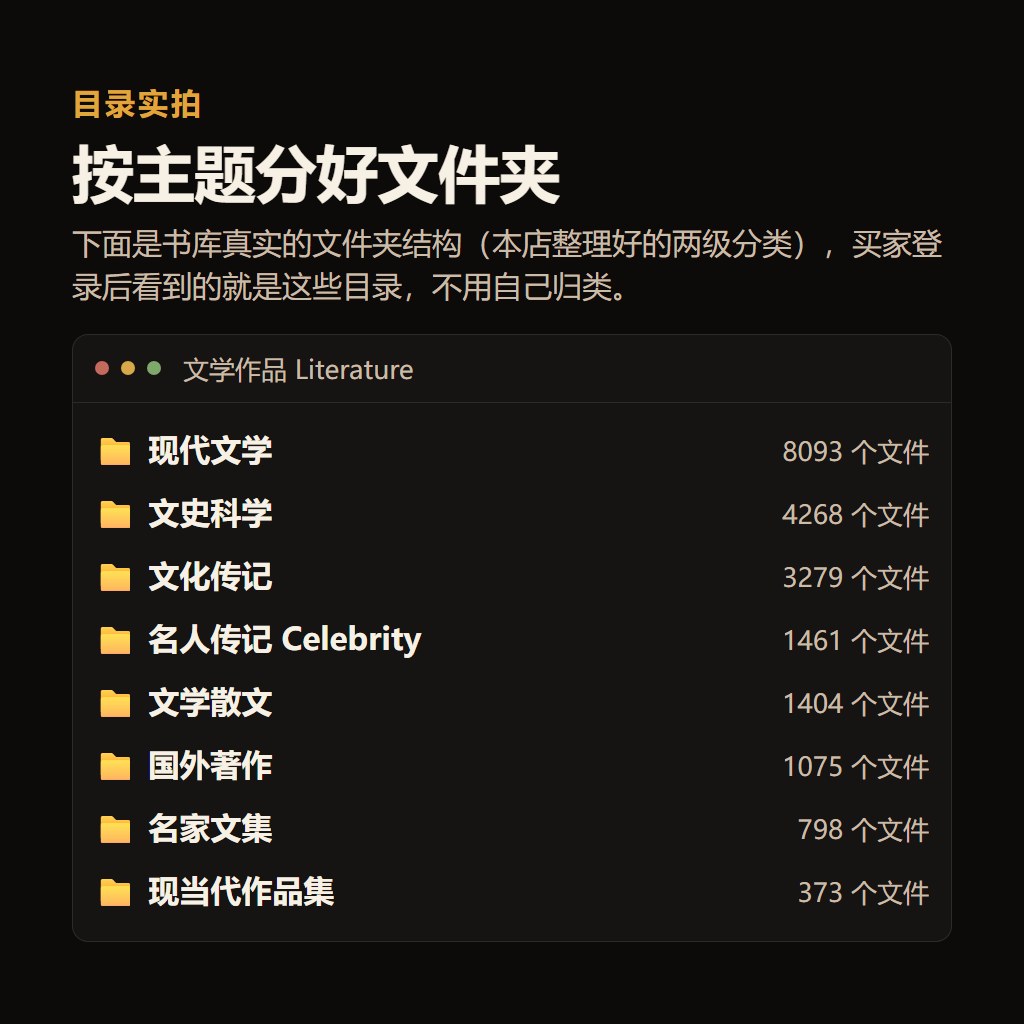 目录实拍
按主题分好文件夹
下面是书库真实的文件夹结构（本店整理好的两级分类），买家登
录后看到的就是这些目录，不用自己归类。
文学作品 Literature
现代文学 8093 个文件
文史科学 4268 个文件
文化传记 3279 个文件
名人传记 Celebrity 1461 个文件
文学散文 1404 个文件
国外著作 1075 个文件
名家文集 798 个文件
现当代作品集 373 个文件